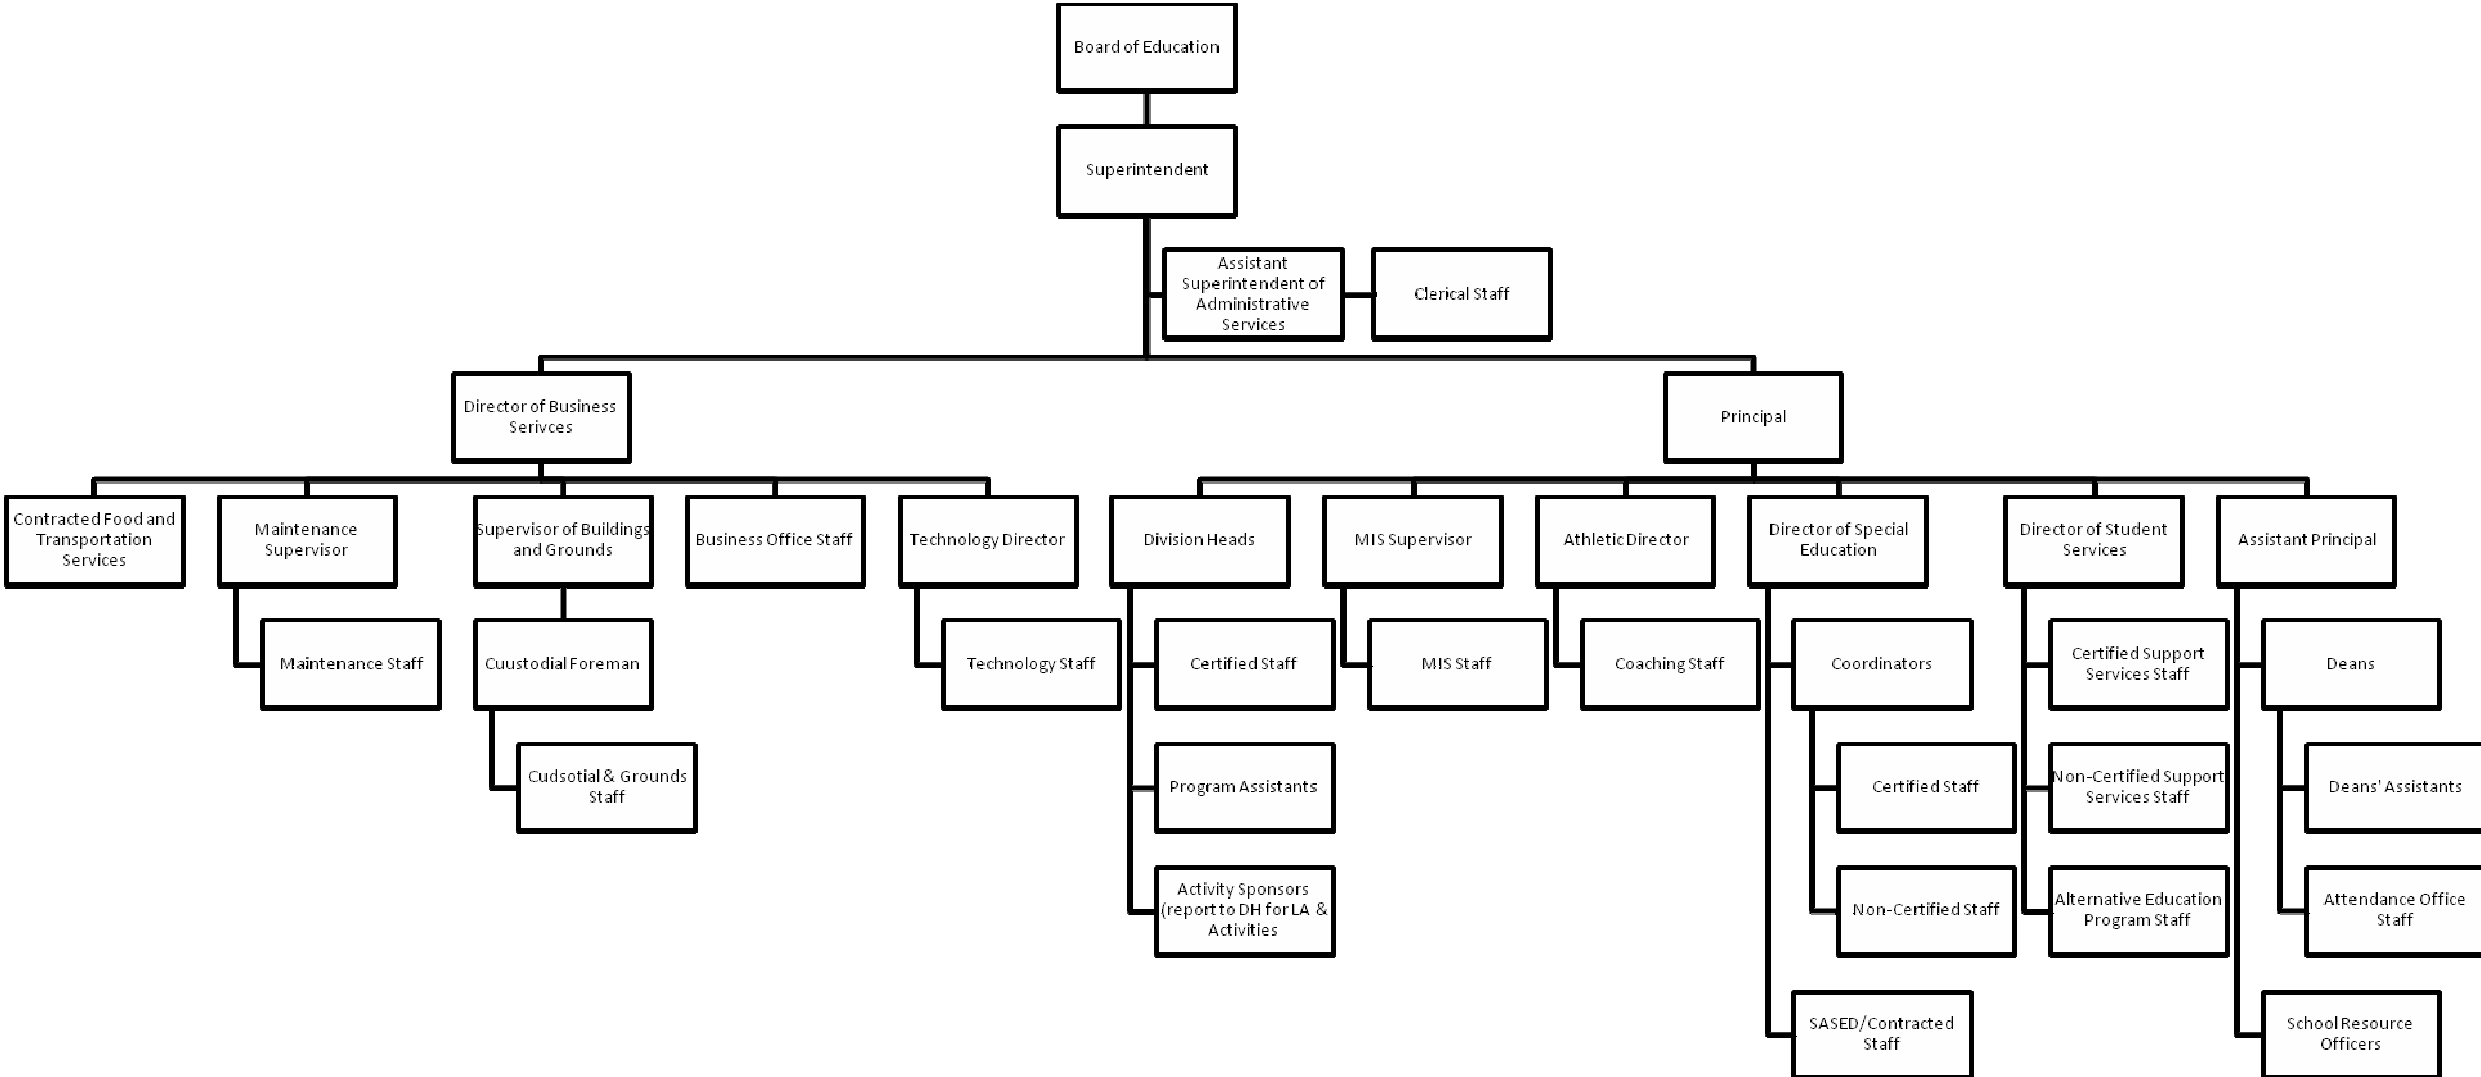 Board of Education
Superintendent
Assistant
Superintendent of
Administrative
Services
Clerical Staff
Director of Business
Serivces
Principal
Contracted Food and
Transportation
Services
Maintenance
Supervisor
Supervisor of Buildings
and Grounds
Business Office Staff
Technology Director
Division Heads
MIS Supervisor
Athletic Director
Director of Special
Education
Director of Student
Services
Assistant Principal
Maintenance Staff
Cuustodial Foreman
Technology Staff
Certified Staff
MIS Staff
Coaching Staff
Coordinators
Certified Support
Services Staff
Deans
Cudsotial & Grounds
Staff
Program Assistants
Certified Staff
Non-Certified Support
Services Staff
Deans' Assistants
Activity Sponsors
(report to DH for LA &
Activities
Non-Certified Staff
Alternative Education
Program Staff
Attendance Office
Staff
SASED/Contracted
Staff
School Resource
Officers